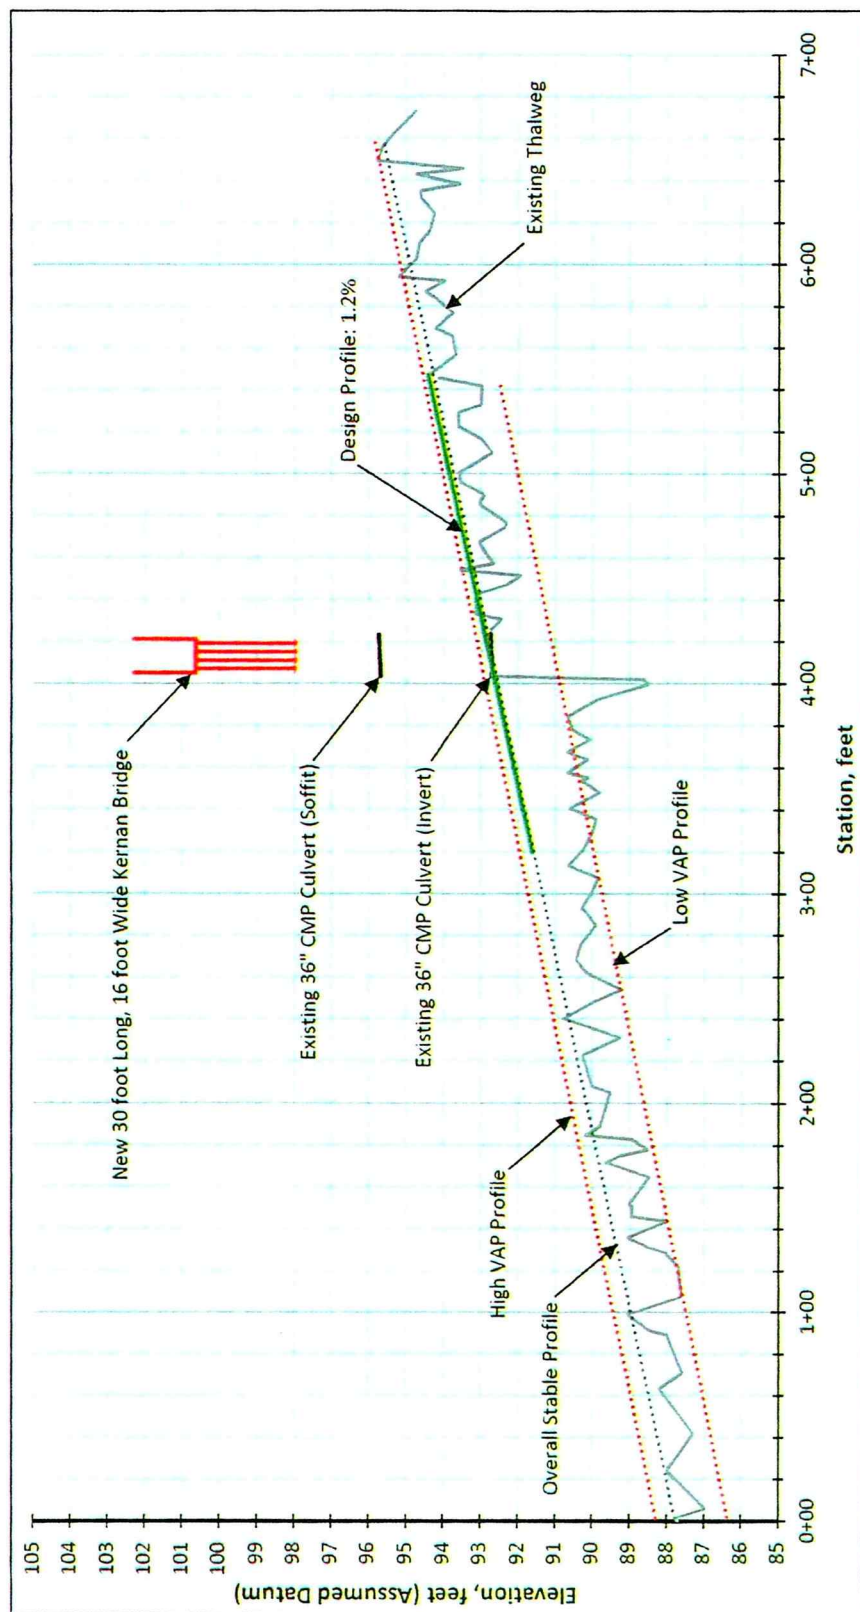 105
104
103
102
101
100
99
98
97
96
95
94
93
92
91
90
89
88
87
86
85
Elevation, feet (Assumed Datum)
New 30 foot Long, 16 foot Wide Kernan Bridge
Existing 36" CMP Culvert (Soffit)
Existing 36" CMP Culvert (Invert)
Design Profile: 1.2%
High VAP Profile
Overall Stable Profile
Existing Thalweg
Low VAP Profile
0+00
1+00
2+00
3+00
4+00
5+00
6+00
7+00
Station, feet